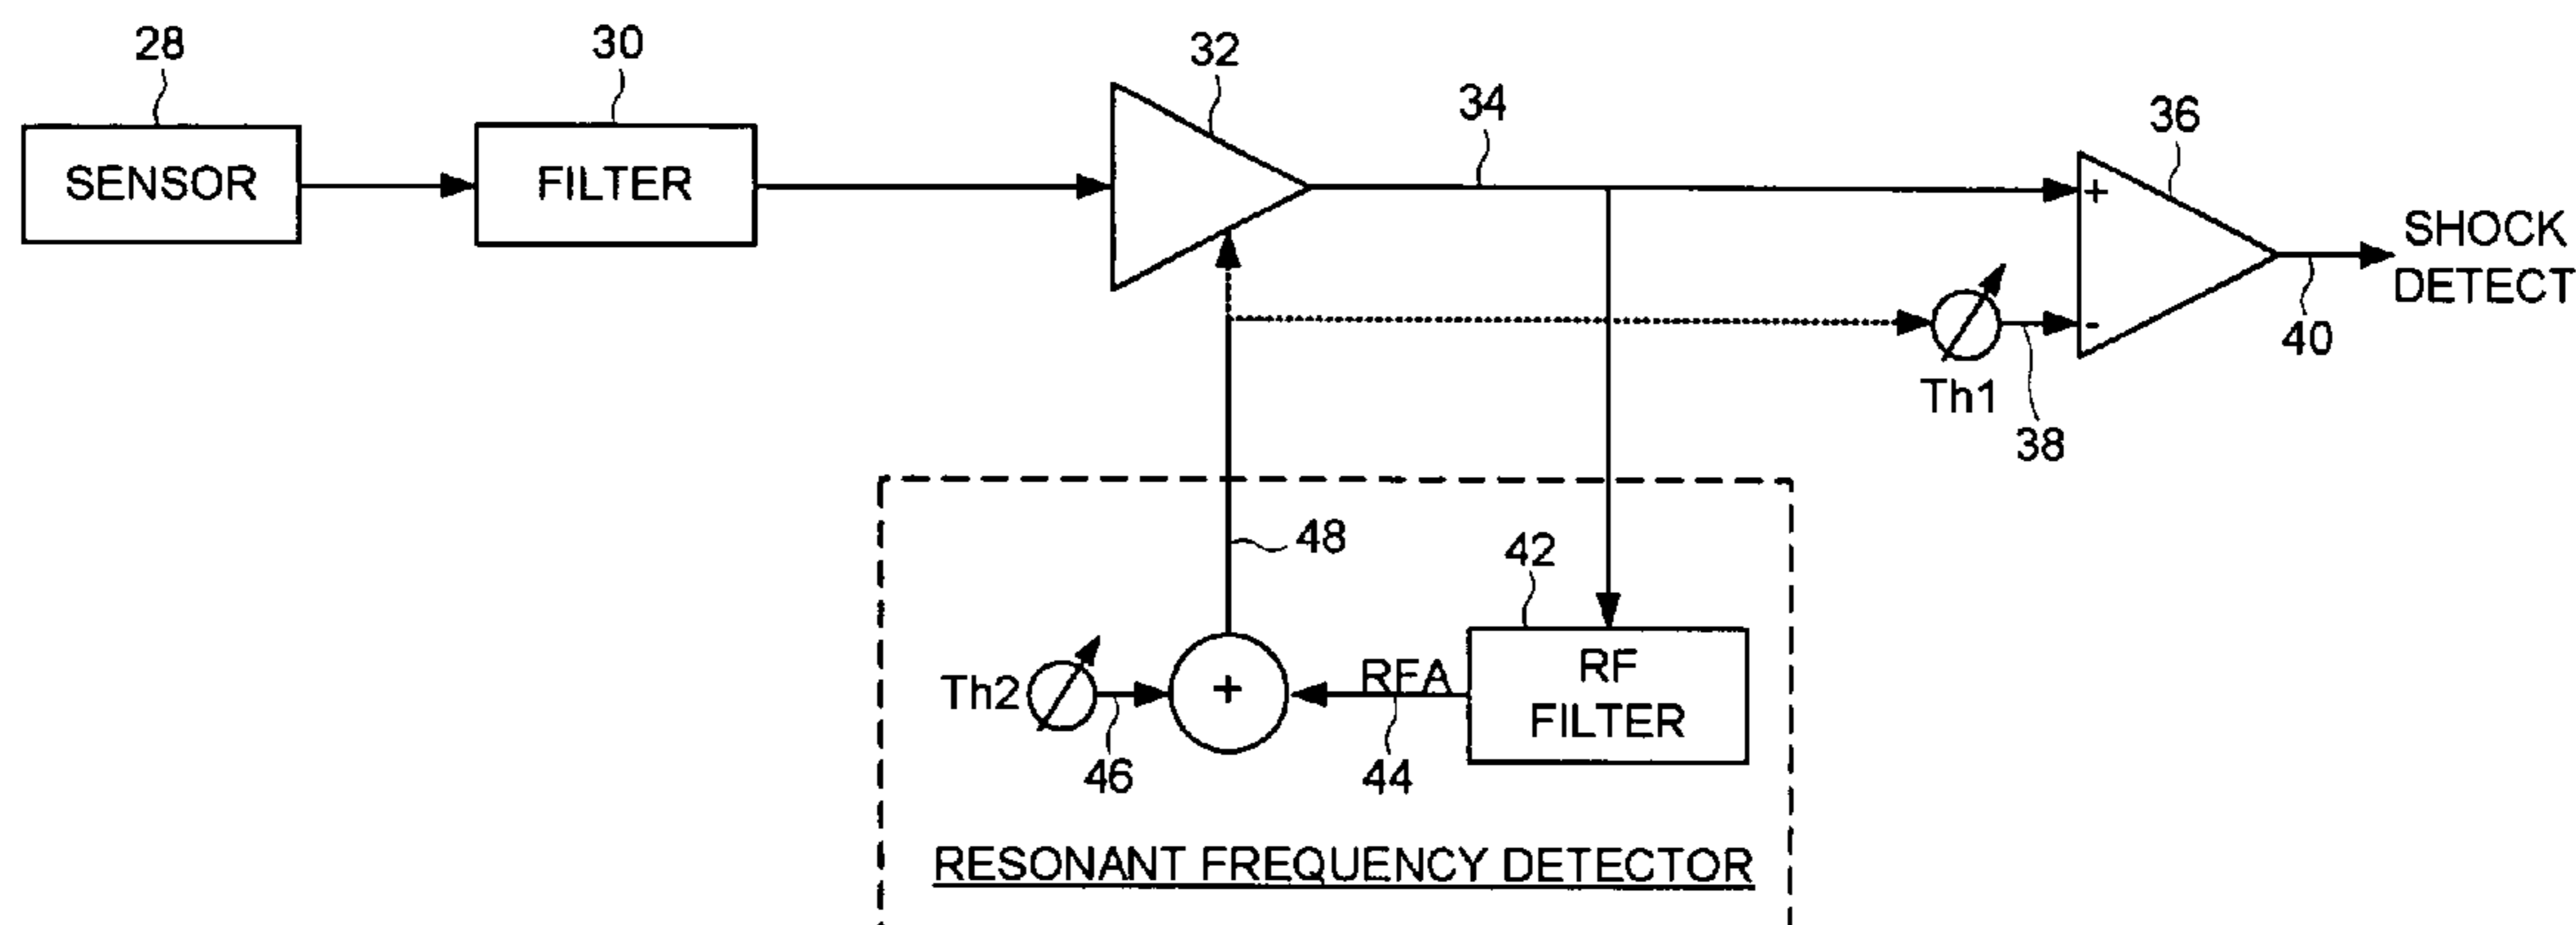 28
30
32
34
36
SENSOR
FILTER
+
-
SHOCK
DETECT
40
Th1
38
48
42
Th2
+
RFA
RF
FILTER
46
44
RESONANT FREQUENCY DETECTOR